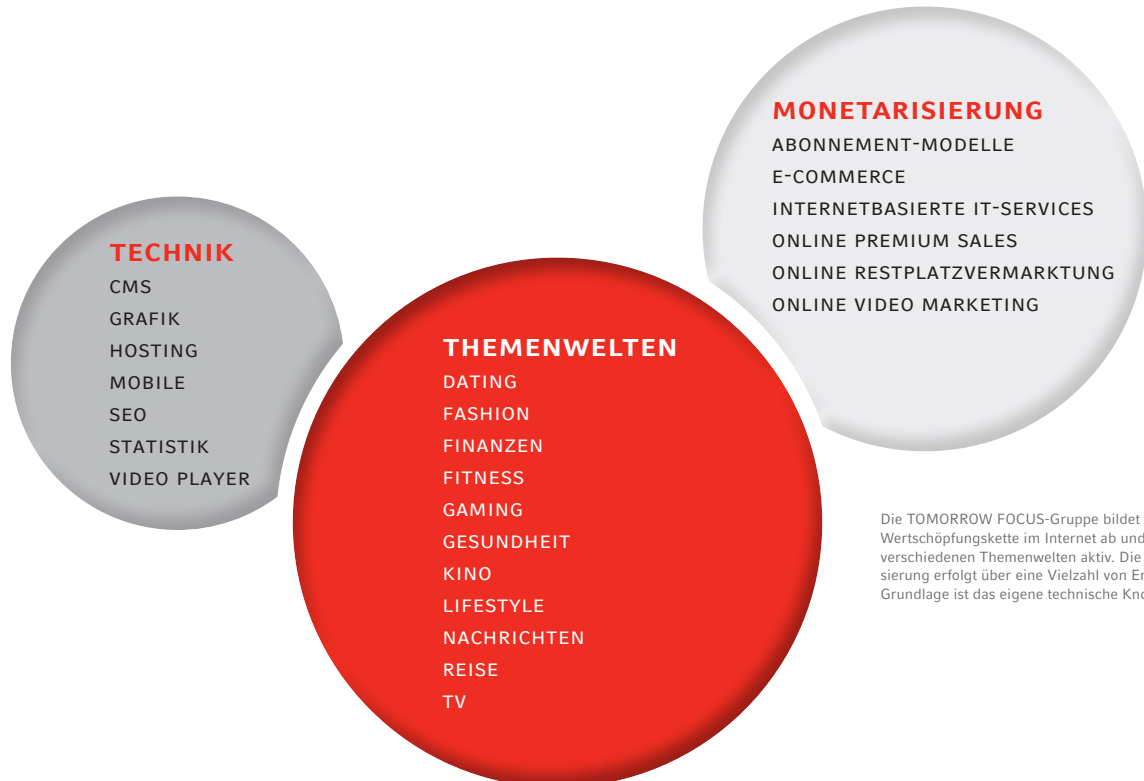 TECHNIK
CMS
GRAFIK
HOSTING
MOBILE
SEO
STATISTIK
VIDEO PLAYER
THEMENWELTEN
DATING
FASHION
FINANZEN
FITNESS
GAMING
GESUNDHEIT
KINO
LIFESTYLE
NACHRICHTEN
REISE
TV
MONETARISIERUNG
ABONNEMENT-MODELLE
E-COMMERCE
INTERNETBASIERTE IT-SERVICES
ONLINE PREMIUM SALES
ONLINE RESTPLATZVERMARKTUNG
ONLINE VIDEO MARKETING
Die TOMORROW FOCUS-Gruppe bildet
Wertschöpfungskette im Internet ab und
verschiedenen Themenwelten aktiv. Die
sierung erfolgt über eine Vielzahl von
Grundlage ist das eigene technische